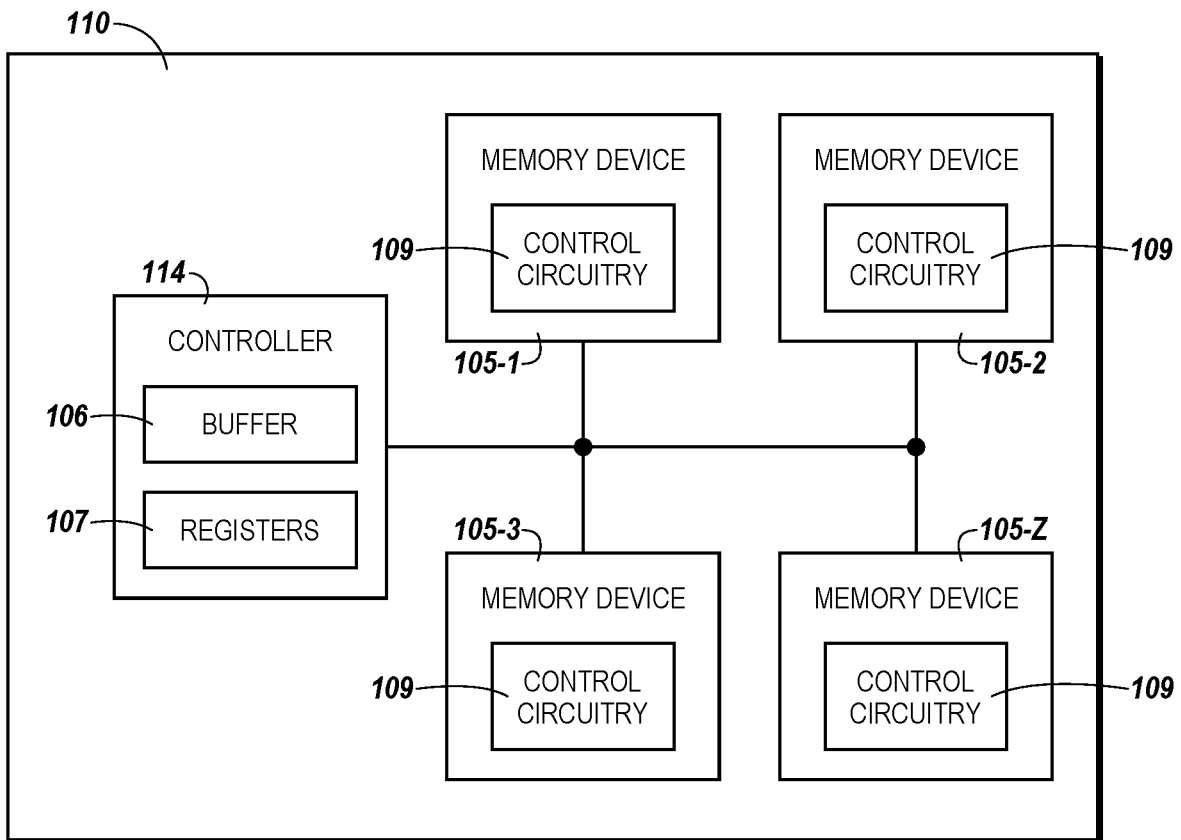 110
MEMORY DEVICE
109
CONTROL
CIRCUITRY
105-1
MEMORY DEVICE
CONTROL
CIRCUITRY
109
105-2
114
CONTROLLER
106
BUFFER
107
REGISTERS
105-3
MEMORY DEVICE
109
CONTROL
CIRCUITRY
105-Z
MEMORY DEVICE
CONTROL
CIRCUITRY
109